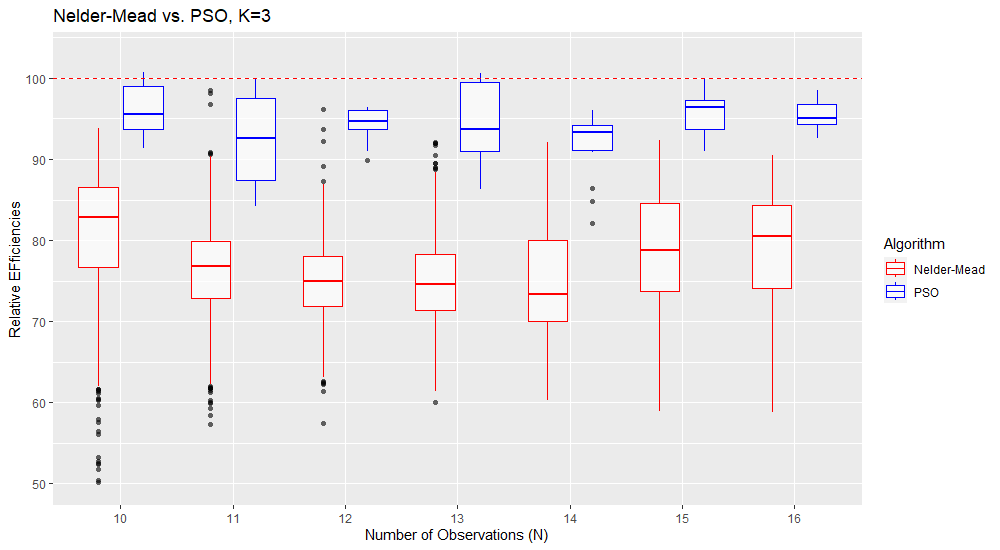 Nelder-Mead vs. PSO, K=3
100
90
80
70
60
50
Relative EFficiencies
10 11 12 13 14 15 16
Number of Observations (N)
Algorithm
Nelder-Mead
PSO